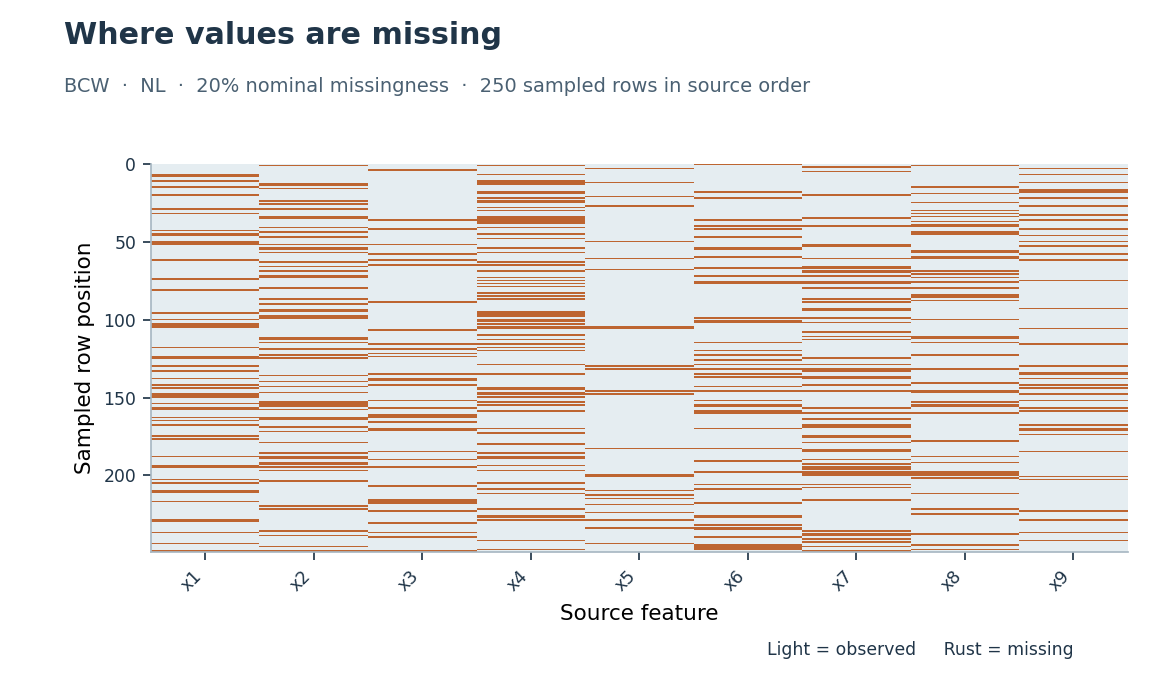 Where values are missing
BCW · NL · 20% nominal missingness · 250 sampled rows in source order
0
50
100
150
200
Sampled row position
x1 x2 x3 x4 x5 x6 x7 x8 x9
Source feature
Light = observed Rust = missing